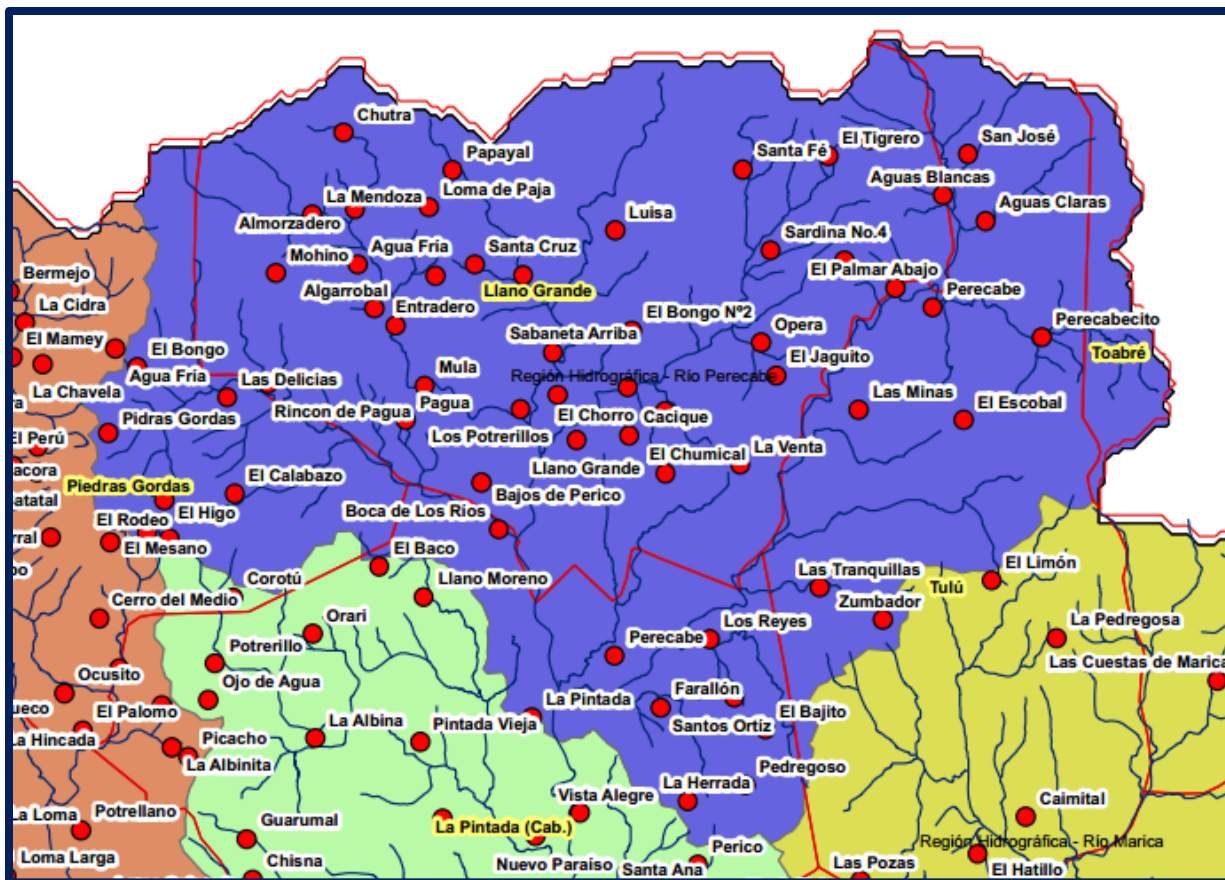 Chutra
Papayal
Santa Fé
El Tigrero
San José
La Mendoza
Loma de Paja
Aguas Blancas
Almorzadero
Luisa
Aguas Claras
Mohino
Agua Fria
Santa Cruz
Sardina No.4
Bermejo
El Palmar Abajo
La Cidra
Algarrobal
Entradero
Llano Grande
Perecabe
El Mamey
Sabaneta Arriba
El Bongo Nº2
Opera
Perecabecito
El Bongo
Toabré
Agua Fria
Las Delicias
Mula
Región Hidrográfica - Río Perecabe
El Jaguito
La Chavela
Pidras Gordas
Rincon de Pagua
Pagua
El Chorro
Cacique
Las Minas
El Escobal
El Perú
Los Potrerillos
La Venta
acora
Llano Grande
El Chumical
Piedras Gordas
El Calabazo
Bajos de Perico
atatal
El Higo
Boca de Los Rios
El Rodeo
rral
El Mesano
El Baco
El Limón
Corotú
Llano Moreno
Las Tranquillas
Tulú
Cerro del Medio
Zumbador
Orari
Los Reyes
La Pedregosa
Potrerillo
Perecabe
Las Cuestas de Marica
Ocusito
Ojo de Agua
La Pintada
Farallón
ueco
El Palomo
El Bajito
La Hincada
Picacho
La Albina
Pintada Vieja
Santos Ortiz
La Albinita
Pedregoso
La Loma
Potrellano
La Herrada
Vista Alegre
Caimital
Guarumal
La Pintada (Cab.)
Región Hidrográfica - Río Marica
Loma Larga
Chisna
Nuevo Paraiso
Santa Ana
Perico
Las Pozas
El Hatillo